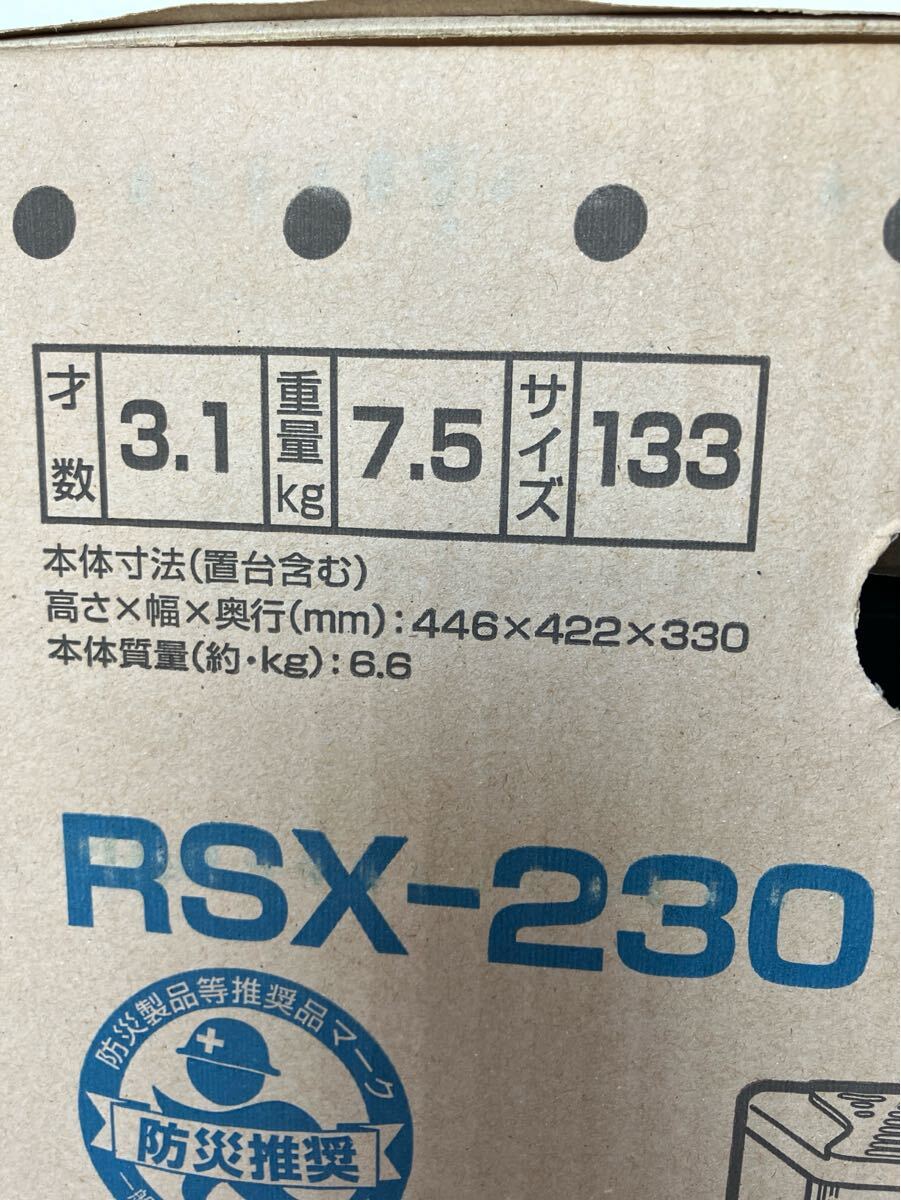 才数 3.1 重量kg 7.5 サイズ 133
本体寸法(置台含む)
高さ×幅×奥行(mm):446×422×330
本体質量(約・kg):6.6
RSX-230
防災製品等推奨品マーク
防災推奨